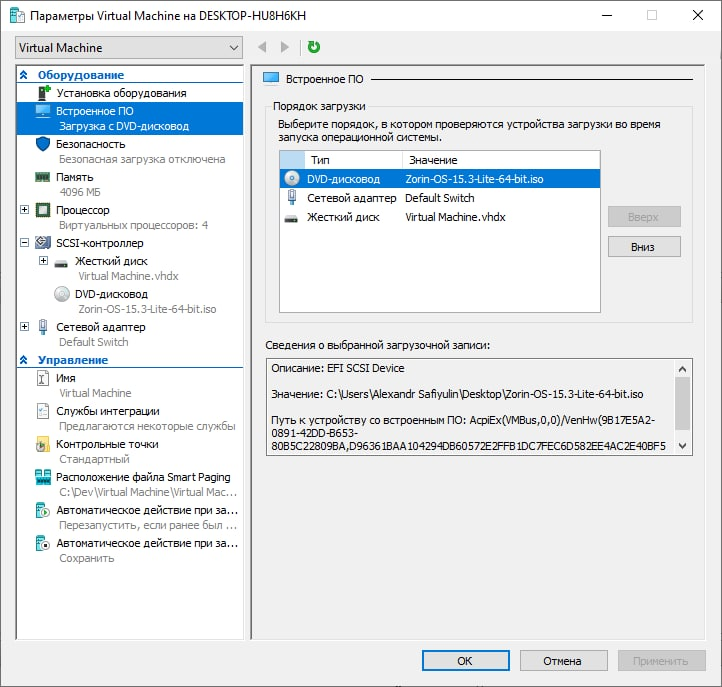 Параметры Virtual Machine на DESKTOP-HU8H6KH
Virtual Machine
Оборудование
Установка оборудования
Встроенное ПО
Загрузка с DVD-дисковод
Безопасность
Безопасная загрузка отключена
Память
4096 МБ
Процессор
Виртуальных процессоров: 4
SCSI-контроллер
Жесткий диск
Virtual Machine.vhdx
DVD-дисковод
Zorin-OS-15.3-Lite-64-bit.iso
Сетевой адаптер
Default Switch
Управление
Имя
Virtual Machine
Службы интеграции
Предлагаются некоторые службы
Контрольные точки
Стандартный
Расположение файла Smart Paging
C:\Dev\Virtual Machine\Virtual Mac...
Автоматическое действие при за...
Перезапустить, если ранее был ...
Автоматическое действие при за...
Сохранить
Встроенное ПО
Порядок загрузки
Выберите порядок, в котором проверяются устройства загрузки во время
запуска операционной системы.
Тип Значение
DVD-дисковод Zorin-OS-15.3-Lite-64-bit.iso
Сетевой адаптер Default Switch
Жесткий диск Virtual Machine.vhdx
Вверх
Вниз
Сведения о выбранной загрузочной записи:
Описание: EFI SCSI Device
Значение: C:\Users\Alexandr Safiyulin\Desktop\Zorin-OS-15.3-Lite-64-bit.iso
Путь к устройству со встроенным ПО: AcpiEx(VMBus,0,0)/VenHw(9B17E5A2-
0891-42DD-B653-
80B5C22809BA,D96361BAA104294DB60572E2FFB1DC7FEC6D582EE4AC2E40BF5
OK
Отмена
Применить